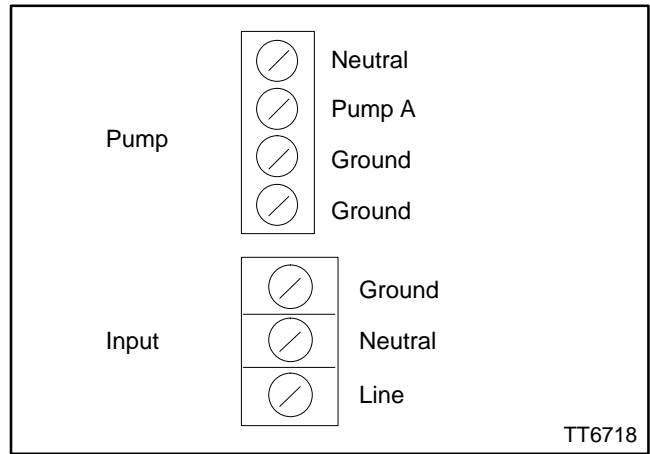 Neutral
Pump A
Pump
Ground
Ground
Ground
Input
Neutral
Line
TT6718